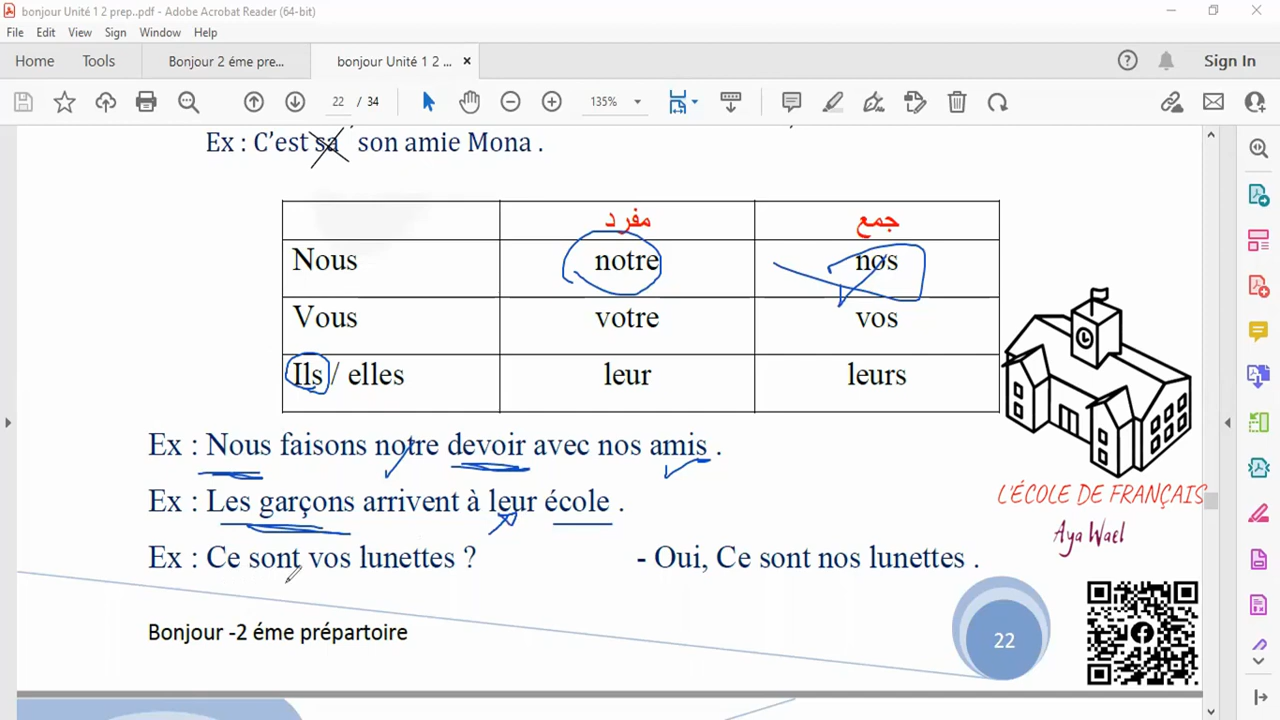 bonjour Unité 1 2 prep..pdf - Adobe Acrobat Reader (64-bit)
File Edit View Sign Window Help
Home Tools Bonjour 2 éme pre... bonjour Unité 1 2 ... × Sign In
22 / 34 135%
Ex : C’est sa son amie Mona .
مفرد جمع
Nous notre nos
Vous votre vos
Ils / elles leur leurs
Ex : Nous faisons notre devoir avec nos amis .
Ex : Les garçons arrivent à leur école .
L'ÉCOLE DE FRANÇAIS
Aya Wael
Ex : Ce sont vos lunettes ? - Oui, Ce sont nos lunettes .
Bonjour -2 éme prépartoire
22